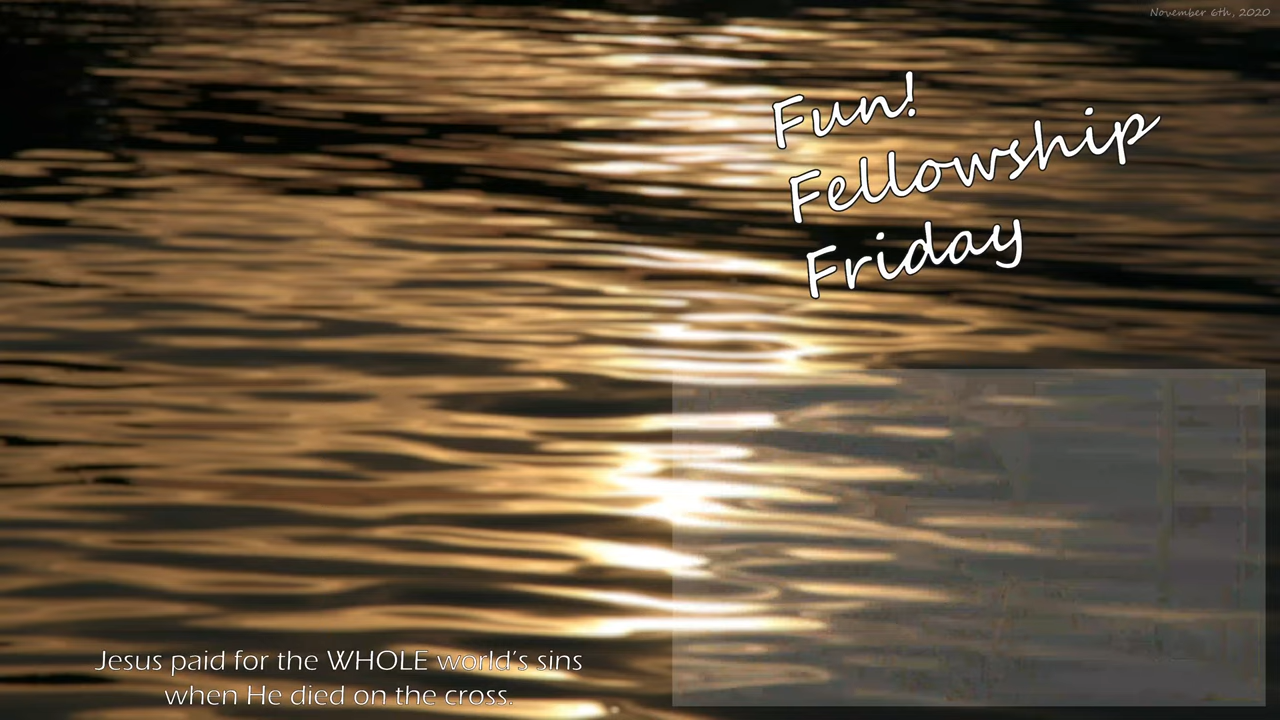 November 6th, 2020
Fun!
Fellowship
Friday
Jesus paid for the WHOLE world's sins
when He died on the cross.